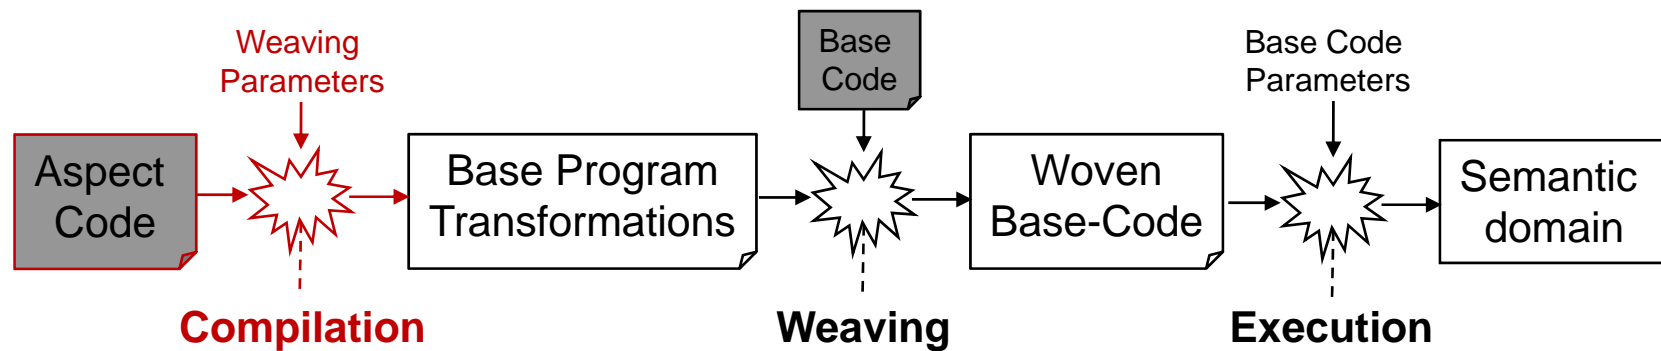 Weaving
Parameters
Base
Code
Base Code
Parameters
Aspect
Code
Base Program
Transformations
Woven
Base-Code
Semantic
domain
Compilation
Weaving
Execution